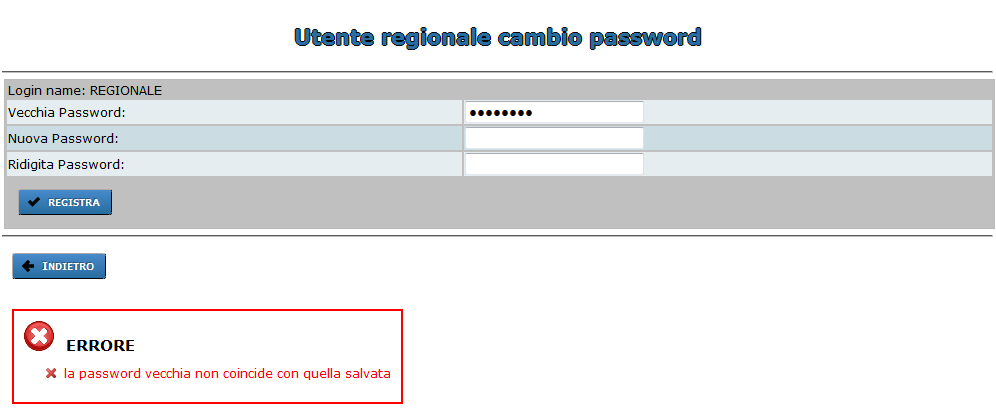 Utente regionale cambio password
Login name: REGIONALE
Vecchia Password: ••••••••
Nuova Password:
Ridigita Password:
REGISTRA
INDIETRO
ERRORE
la password vecchia non coincide con quella salvata